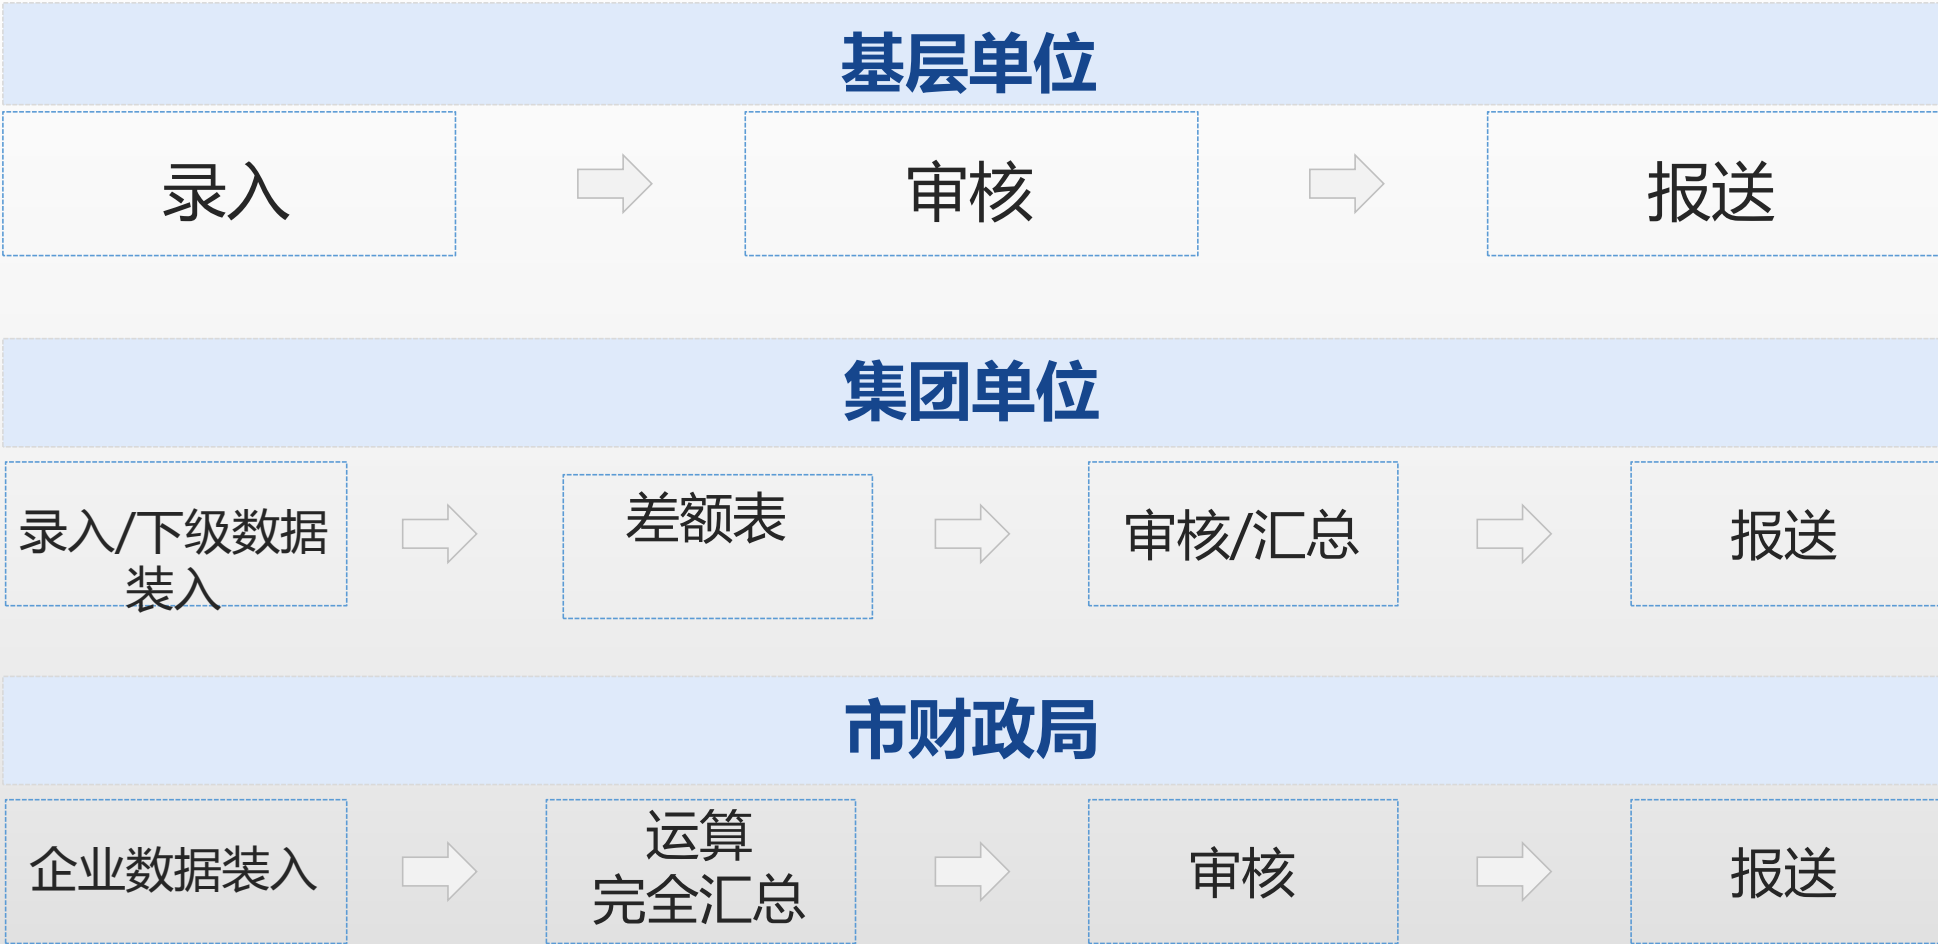 基层单位
录入
审核
报送
集团单位
录入/下级数据
装入
差额表
审核/汇总
报送
市财政局
企业数据装入
运算
完全汇总
审核
报送